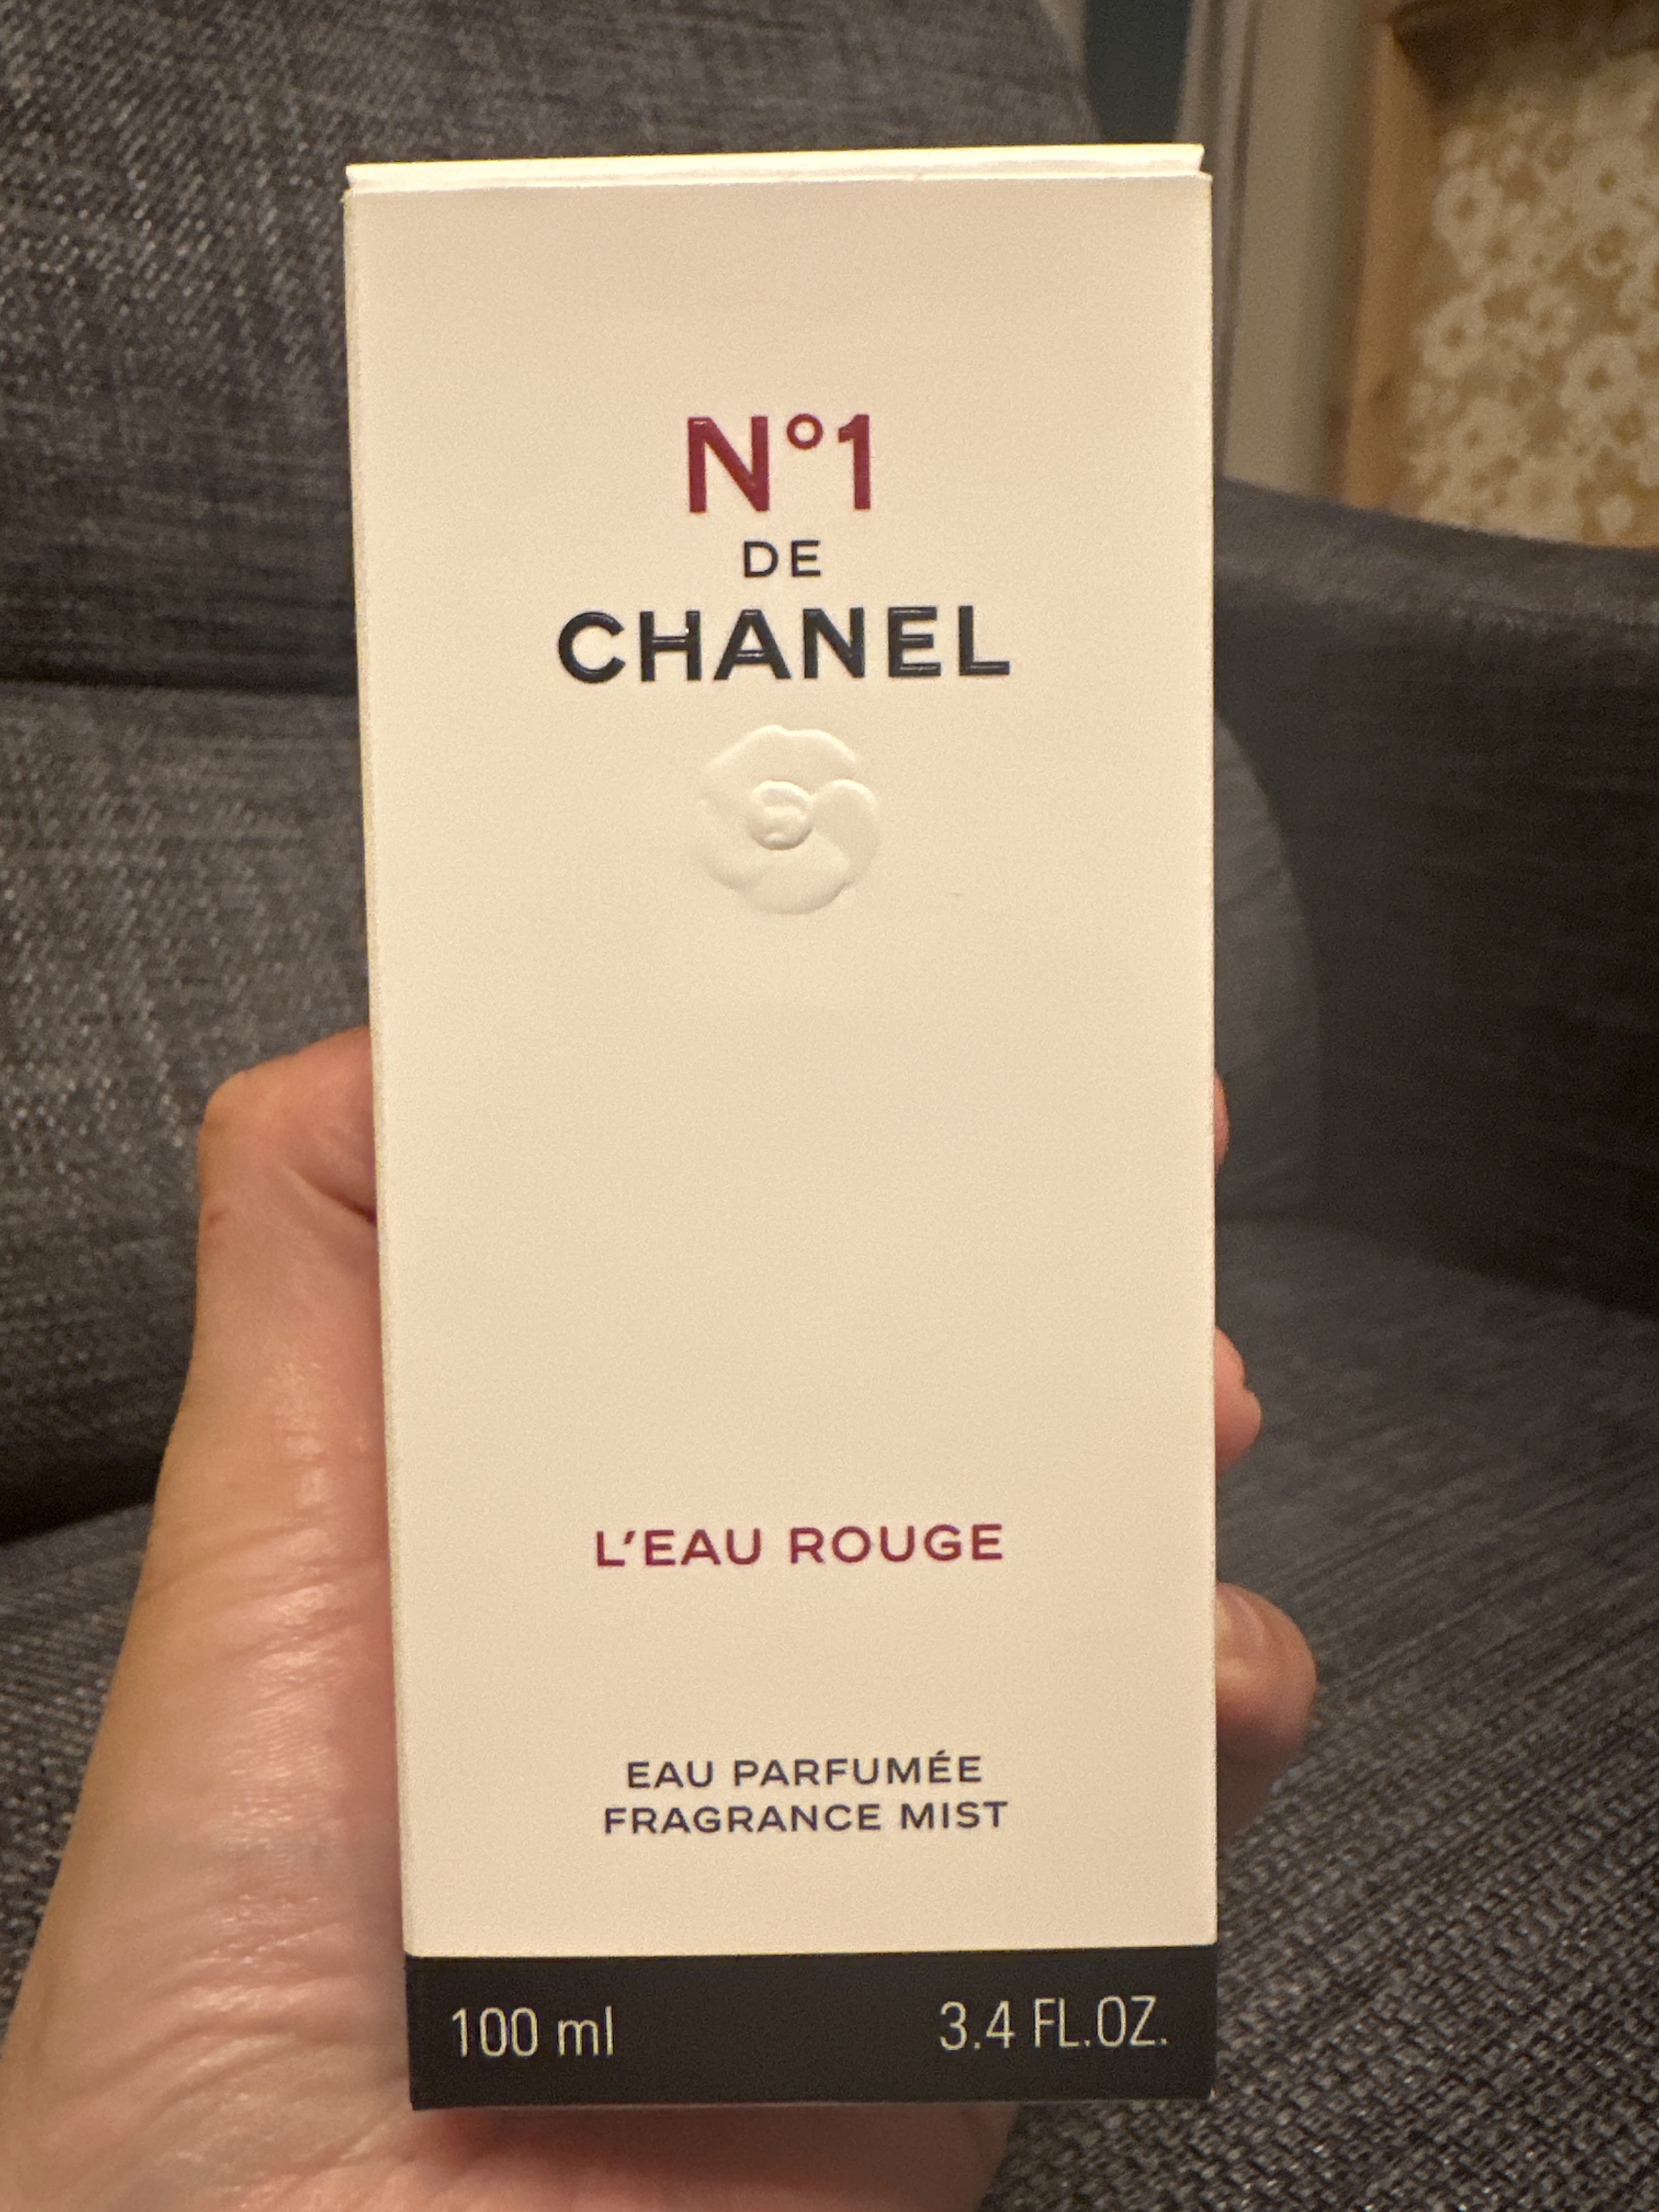 N°1
DE
CHANEL
L'EAU ROUGE
EAU PARFUMÉE
FRAGRANCE MIST
100 ml 3.4 FL.OZ.